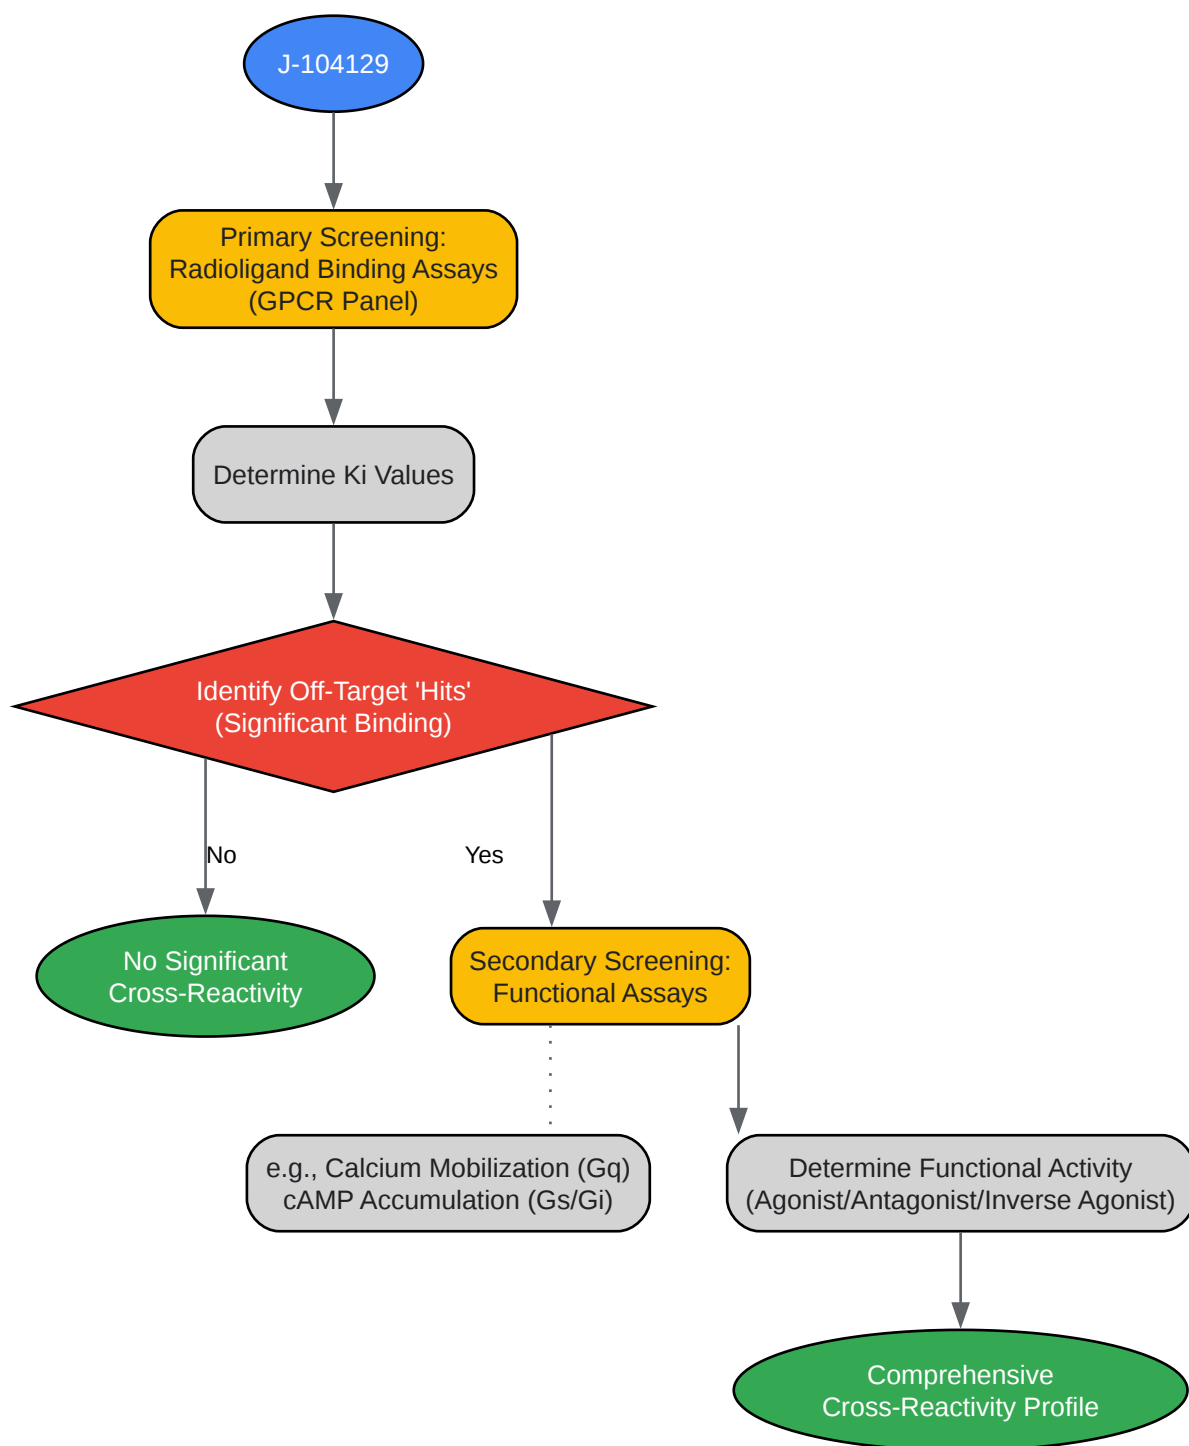 J-104129
Primary Screening:
Radioligand Binding Assays
(GPCR Panel)
Determine Ki Values
Identify Off-Target 'Hits'
(Significant Binding)
No
Yes
No Significant
Cross-Reactivity
Secondary Screening:
Functional Assays
e.g., Calcium Mobilization (Gq)
cAMP Accumulation (Gs/Gi)
Determine Functional Activity
(Agonist/Antagonist/Inverse Agonist)
Comprehensive
Cross-Reactivity Profile